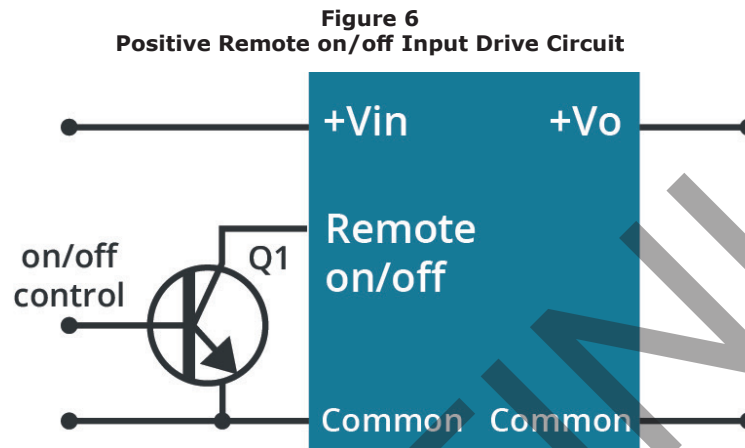 Figure 6
Positive Remote on/off Input Drive Circuit
+Vin
+Vo
Remote
on/off
Q1
on/off
control
Common
Common